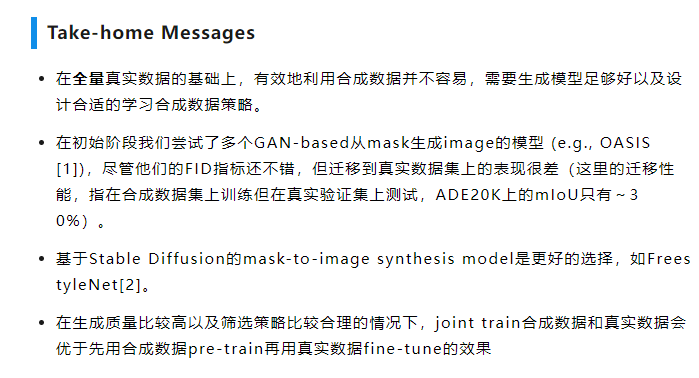 Take-home Messages
在全量真实数据的基础上，有效地利用合成数据并不容易，需要生成模型足够好以及设
计合适的学习合成数据策略。
在初始阶段我们尝试了多个GAN-based从mask生成image的模型 (e.g., OASIS
[1])，尽管他们的FID指标还不错，但迁移到真实数据集上的表现很差（这里的迁移性
能，指在合成数据集上训练但在真实验证集上测试，ADE20K上的mIoU只有～3
0%）。
基于Stable Diffusion的mask-to-image synthesis model是更好的选择，如Frees
tyleNet[2]。
在生成质量比较高以及筛选策略比较合理的情况下，joint train合成数据和真实数据会
优于先用合成数据pre-train再用真实数据fine-tune的效果